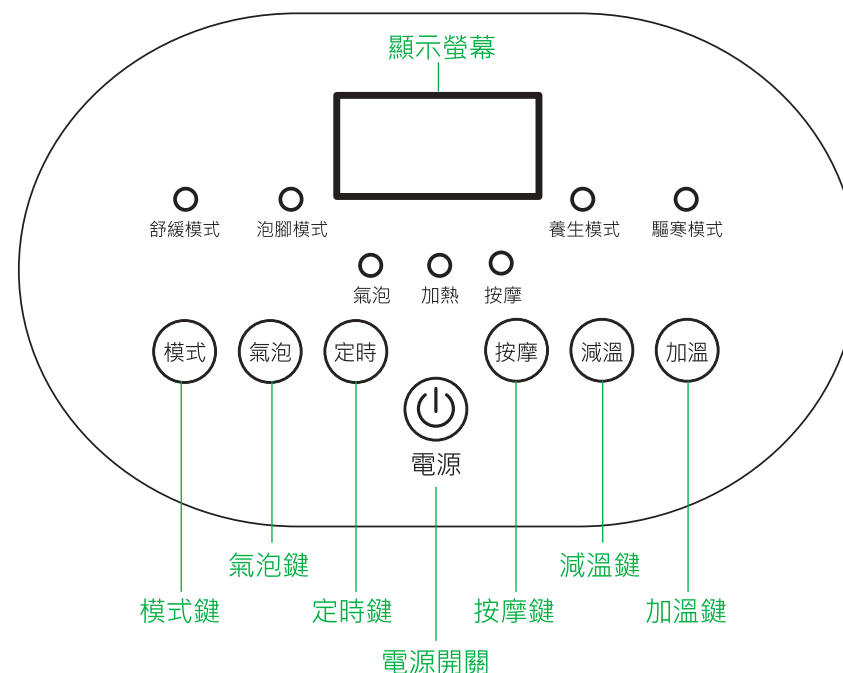 顯示螢幕
舒緩模式 泡腳模式 養生模式 驅寒模式
氣泡 加熱 按摩
模式 氣泡 定時 按摩 減溫 加溫
電源
氣泡鍵 減溫鍵
模式鍵 定時鍵 按摩鍵 加溫鍵
電源開關